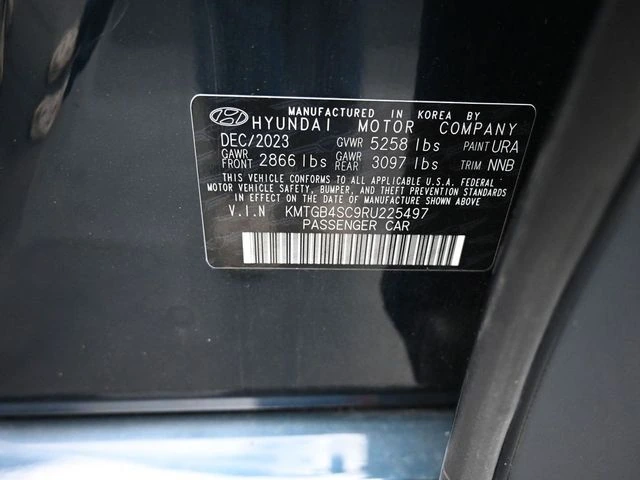 MANUFACTURED IN KOREA BY
HYUNDAI MOTOR COMPANY
DEC/2023 GVWR 5258 lbs PAINT URA
GAWR FRONT 2866 lbs GAWR REAR 3097 lbs TRIM NNB
THIS VEHICLE CONFORMS TO ALL APPLICABLE U.S.A. FEDERAL
MOTOR VEHICLE SAFETY, BUMPER, AND THEFT PREVENTION STANDARDS
IN EFFECT ON THE DATE OF MANUFACTURE SHOWN ABOVE.
V.I.N KMTGB4SC9RU225497
PASSENGER CAR